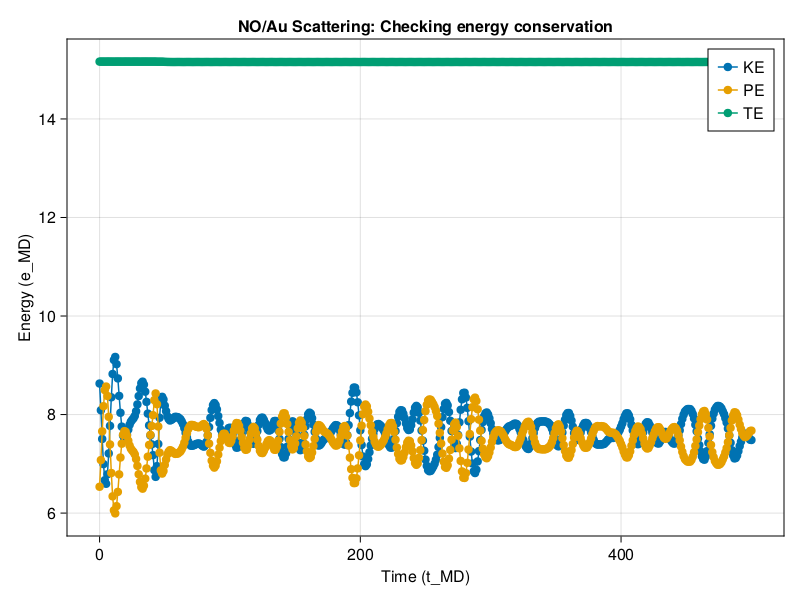 NO/Au Scattering: Checking energy conservation
KE
PE
TE
14
12
10
8
6
Energy (e_MD)
0
200
400
Time (t_MD)